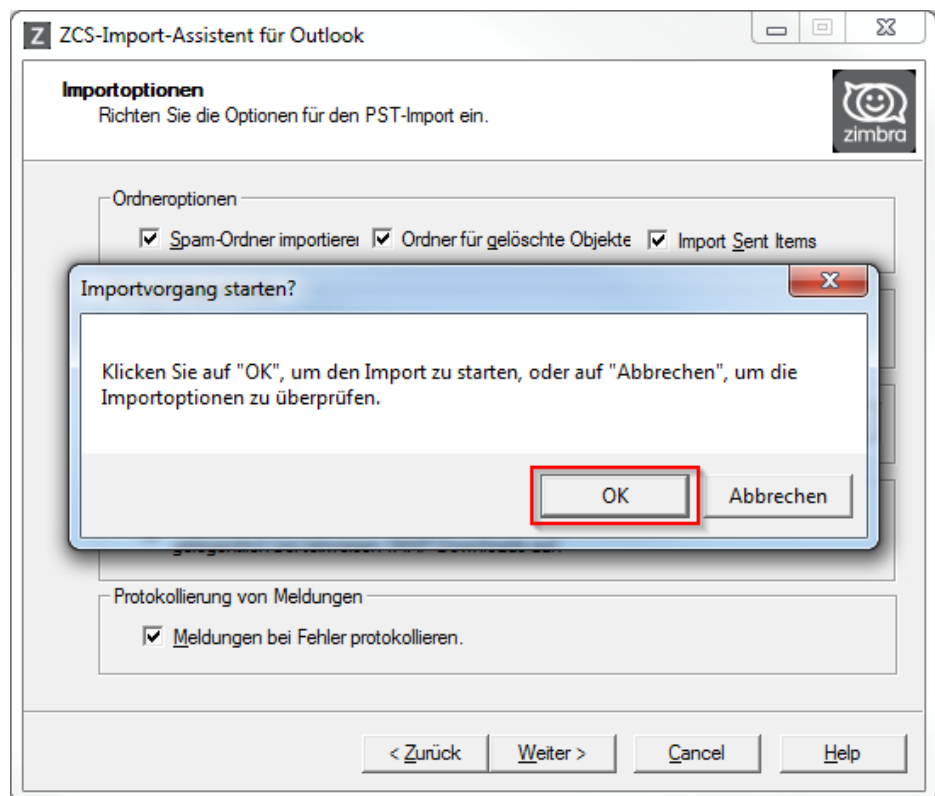 Z ZCS-Import-Assistent für Outlook
Importoptionen
Richten Sie die Optionen für den PST-Import ein.
zimbra
Ordneroptionen
Spam-Ordner importierei Ordner für gelöschte Objekte Import Sent Items
Importvorgang starten?
Klicken Sie auf "OK", um den Import zu starten, oder auf "Abbrechen", um die
Importoptionen zu überprüfen.
OK Abbrechen
Protokollierung von Meldungen
Meldungen bei Fehler protokollieren.
< Zurück Weiter > Cancel Help